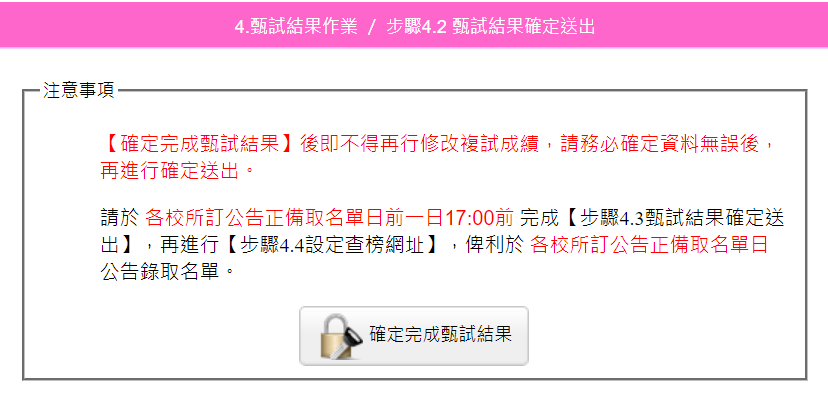 4.甄試結果作業 / 步驟4.2 甄試結果確定送出
注意事項
【確定完成甄試結果】後即不得再行修改複試成績，請務必確定資料無誤後，
再進行確定送出。
請於 各校所訂公告正備取名單日前一日17:00前 完成【步驟4.3甄試結果確定送
出】，再進行【步驟4.4設定查榜網址】，俾利於 各校所訂公告正備取名單日
公告錄取名單。
確定完成甄試結果